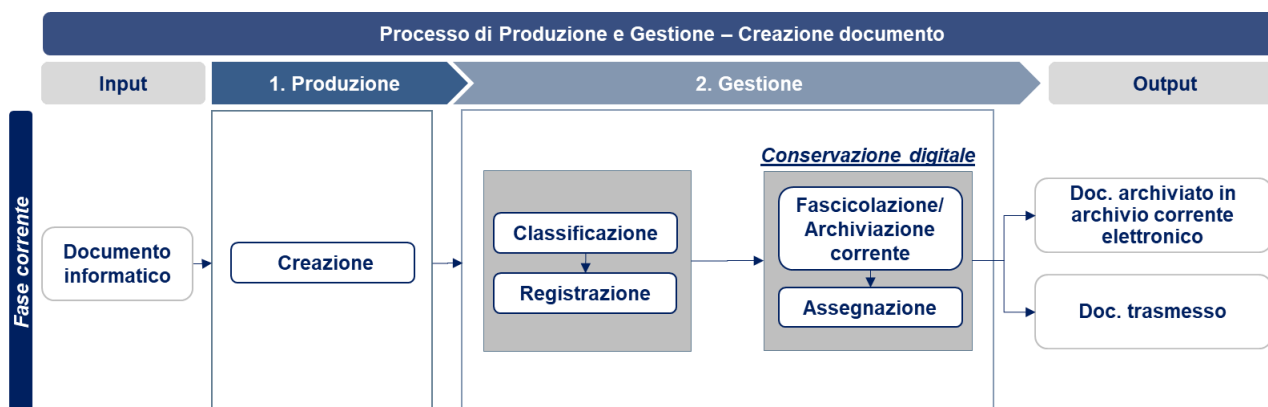 Processo di Produzione e Gestione – Creazione documento
Input
1. Produzione
2. Gestione
Output
Fase corrente
Documento
informatico
Creazione
Classificazione
Registrazione
Conservazione digitale
Fascicolazione/
Archiviazione
corrente
Assegnazione
Doc. archiviato in
archivio corrente
elettronico
Doc. trasmesso